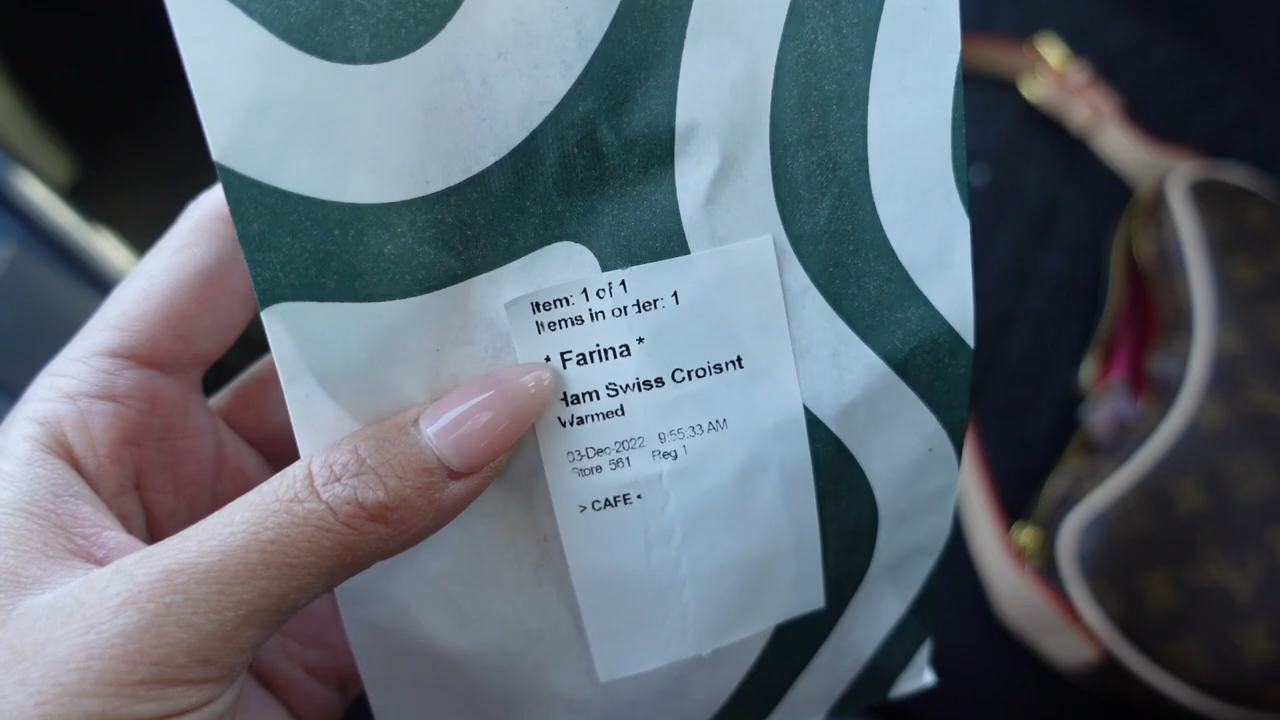 Item: 1 of 1
Items in order: 1
* Farina *
Ham Swiss Croisnt
Warmed
03-Dec-2022 9:55:33 AM
Store 561 Reg 1
> CAFE <